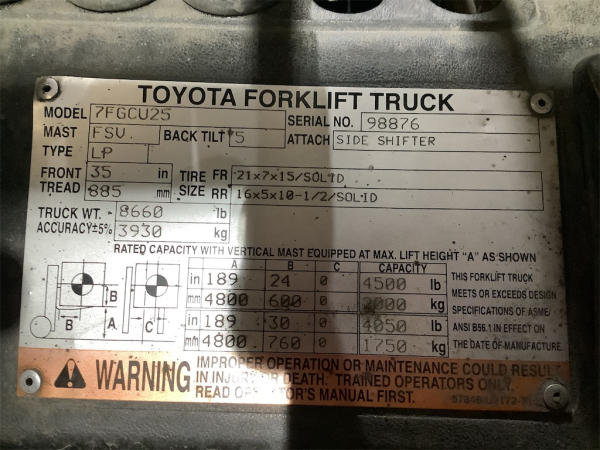 TOYOTA FORKLIFT TRUCK
MODEL 7FGCU25 SERIAL NO. 98876
MAST FSV BACK TILT 5 ATTACH SIDE SHIFTER
TYPE LP
FRONT 35 in TIRE FR 21x7x15/SOLID
TREAD 885 mm SIZE RR 16x5x10-1/2/SOLID
TRUCK WT. 8660 lb
ACCURACY±5% 3930 kg
RATED CAPACITY WITH VERTICAL MAST EQUIPPED AT MAX. LIFT HEIGHT "A" AS SHOWN
A B C CAPACITY
in 189 24 0 4500 lb THIS FORKLIFT TRUCK
mm 4800 600 0 2000 kg MEETS OR EXCEEDS DESIGN
SPECIFICATIONS OF ASME/
in 189 30 0 4050 lb ANSI B56.1 IN EFFECT ON
mm 4800 760 0 1750 kg THE DATE OF MANUFACTURE.
B A B C
WARNING
IMPROPER OPERATION OR MAINTENANCE COULD RESULT
IN INJURY OR DEATH. TRAINED OPERATORS ONLY.
READ OPERATOR'S MANUAL FIRST.